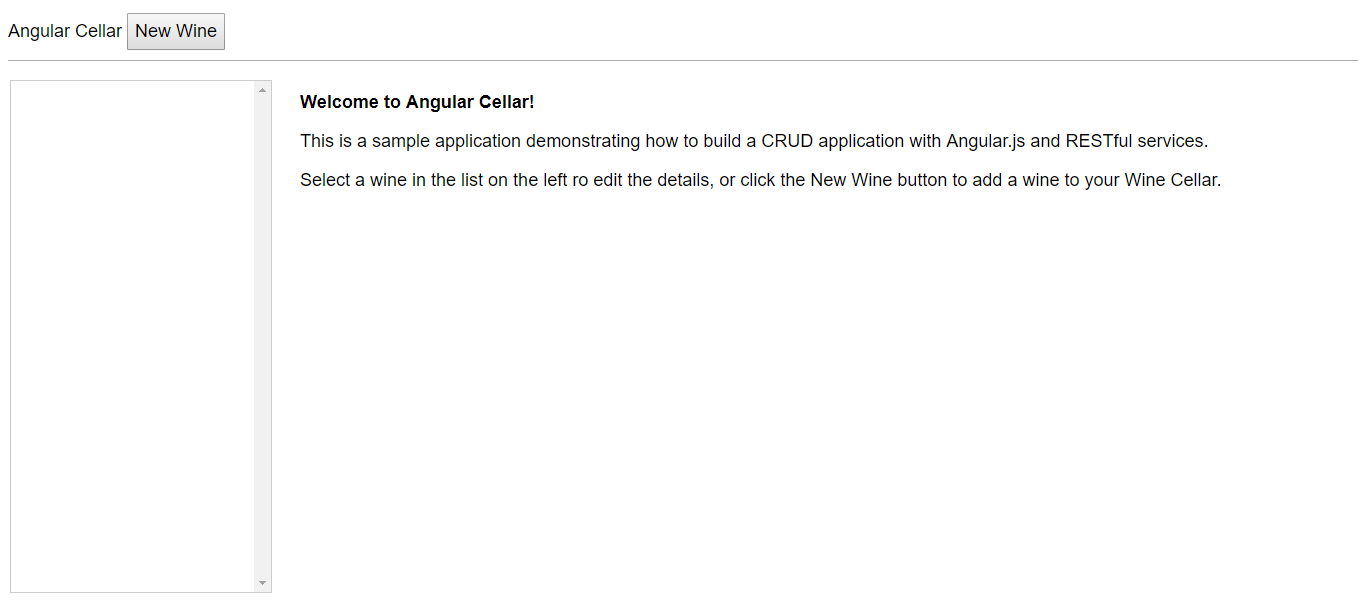 Angular Cellar New Wine
Welcome to Angular Cellar!
This is a sample application demonstrating how to build a CRUD application with Angular.js and RESTful services.
Select a wine in the list on the left ro edit the details, or click the New Wine button to add a wine to your Wine Cellar.